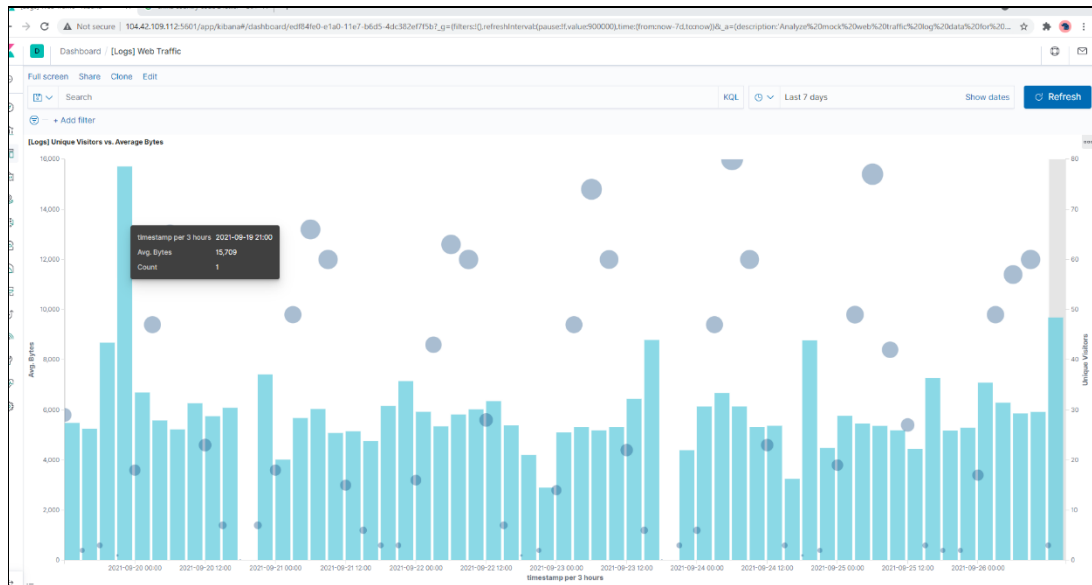 Not secure | 104.42.109.112:5601/app/kibana#/dashboard/edf84fe0-e1a0-11e7-b6d5-4dc382ef7f5b?_g=(filters:!(),refreshInterval:(pause:!f,value:900000),time:(from:now-7d,to:now))&_a=(description:'Analyze%20mock%20web%20traffic%20log%20data%20for%20...
D Dashboard / [Logs] Web Traffic
Full screen Share Clone Edit
Search KQL Last 7 days Show dates Refresh
+ Add filter
[Logs] Unique Visitors vs. Average Bytes
16,000
14,000
12,000
10,000
8,000
6,000
4,000
2,000
0
Avg. Bytes
timestamp per 3 hours 2021-09-19 21:00
Avg. Bytes 15,709
Count 1
80
70
60
50
40
30
20
10
0
Unique Visitors
2021-09-20 00:00 2021-09-20 12:00 2021-09-21 00:00 2021-09-21 12:00 2021-09-22 00:00 2021-09-22 12:00 2021-09-23 00:00 2021-09-23 12:00 2021-09-24 00:00 2021-09-24 12:00 2021-09-25 00:00 2021-09-25 12:00 2021-09-26 00:00
timestamp per 3 hours